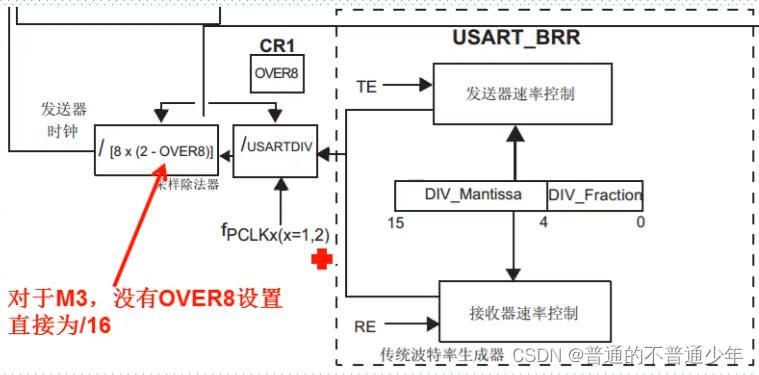 USART_BRR
CR1
OVER8
TE
发送器速率控制
发送器
时钟
/ [8 x (2 - OVER8)]
/USARTDIV
采样除法器
DIV_Mantissa
DIV_Fraction
15
4
0
fPCLKx(x=1,2)
对于M3，没有OVER8设置
直接为/16
接收器速率控制
RE
传统波特率生成器
CSDN @普通的不普通少年